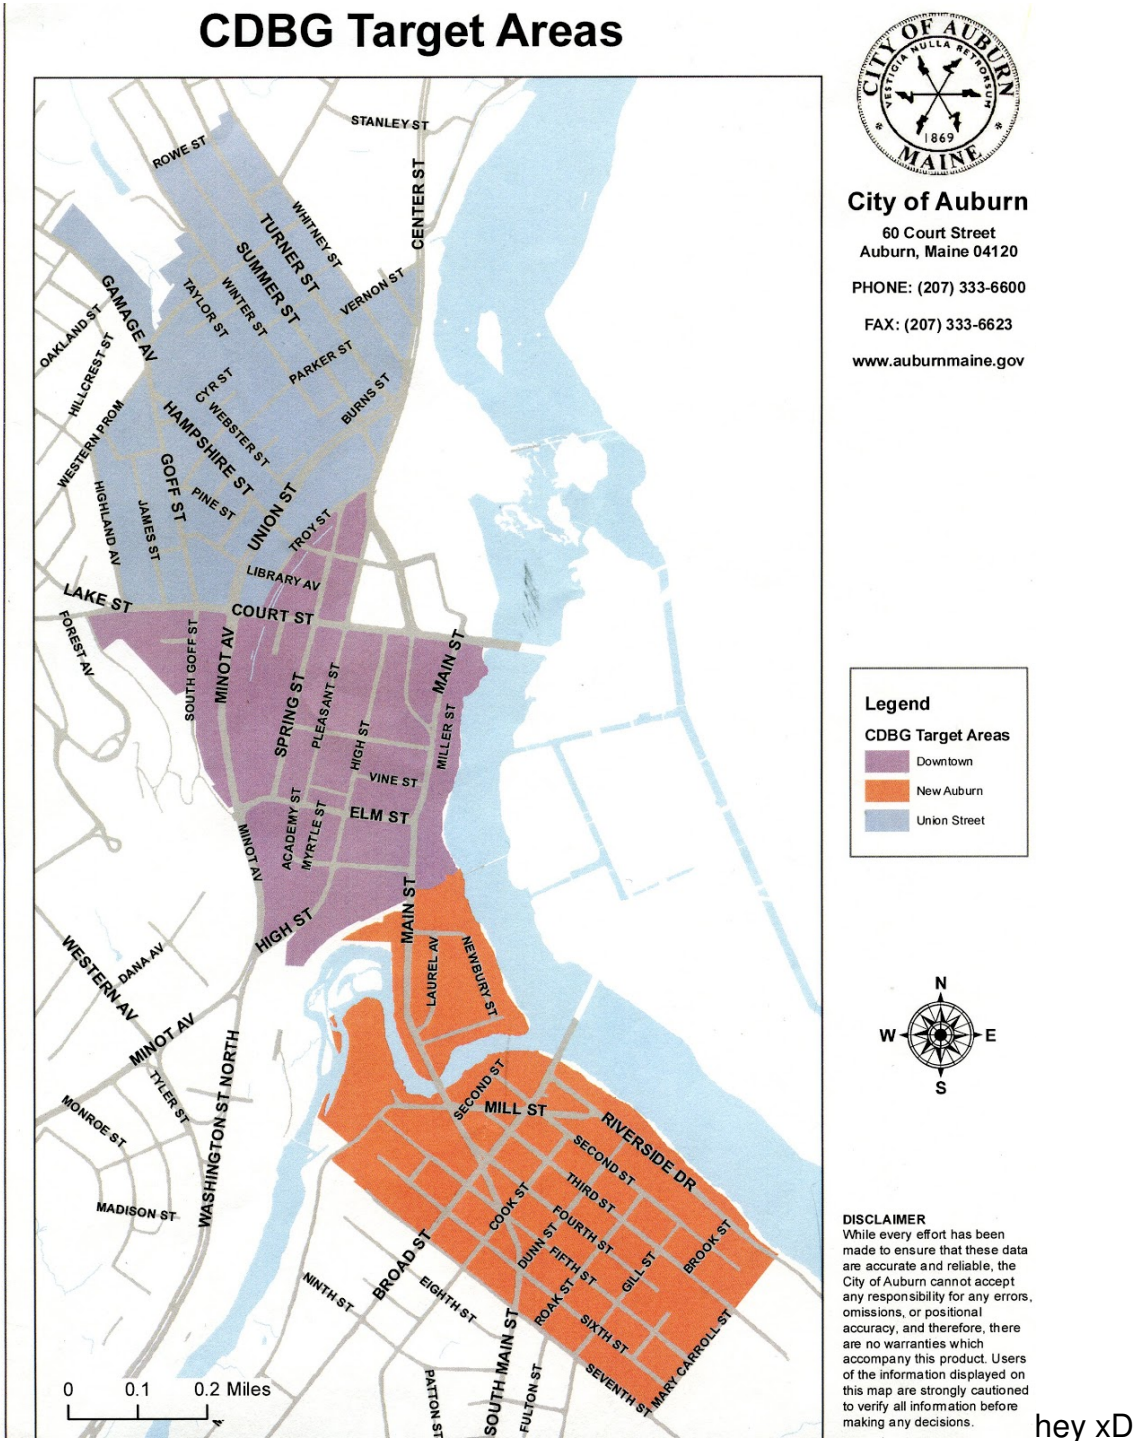 CDBG Target Areas
CITY OF AUBURN
VESTIGIA NULLA RETRORSUM
1869
MAINE
City of Auburn
60 Court Street
Auburn, Maine 04120
PHONE: (207) 333-6600
FAX: (207) 333-6623
www.auburnmaine.gov
STANLEY ST
ROWE ST
CENTER ST
WHITNEY ST
TURNER ST
SUMMER ST
VERNON ST
GAMAGE AV
TAYLOR ST
WINTER ST
OAKLAND ST
HILLCREST ST
PARKER ST
CYR ST
BURNS ST
WESTERN PROM
HAMPSHIRE ST
WEBSTER ST
GOFF ST
PINE ST
HIGHLAND AV
JAMES ST
UNION ST
TROY ST
LIBRARY AV
LAKE ST
COURT ST
FOREST AV
SOUTH GOFF ST
MINOT AV
MAIN ST
SPRING ST
PLEASANT ST
HIGH ST
MILLER ST
VINE ST
ELM ST
ACADEMY ST
MYRTLE ST
MINOT AV
MAIN ST
HIGH ST
LAUREL AV
NEWBURY ST
WESTERN AV
DANA AV
MINOT AV
TYLER ST
MONROE ST
WASHINGTON ST NORTH
MADISON ST
SECOND ST
MILL ST
RIVERSIDE DR
SECOND ST
THIRD ST
COOK ST
FOURTH ST
DUNN ST
FIFTH ST
GILL ST
BROOK ST
BROAD ST
NINTH ST
EIGHTH ST
ROAK ST
SIXTH ST
SEVENTH ST
MARY CARROLL ST
SOUTH MAIN ST
PATTON ST
FULTON ST
0 0.1 0.2 Miles
Legend
CDBG Target Areas
Downtown
New Auburn
Union Street
N
W E
S
DISCLAIMER
While every effort has been
made to ensure that these data
are accurate and reliable, the
City of Auburn cannot accept
any responsibility for any errors,
omissions, or positional
accuracy, and therefore, there
are no warranties which
accompany this product. Users
of the information displayed on
this map are strongly cautioned
to verify all information before
making any decisions.
hey xD